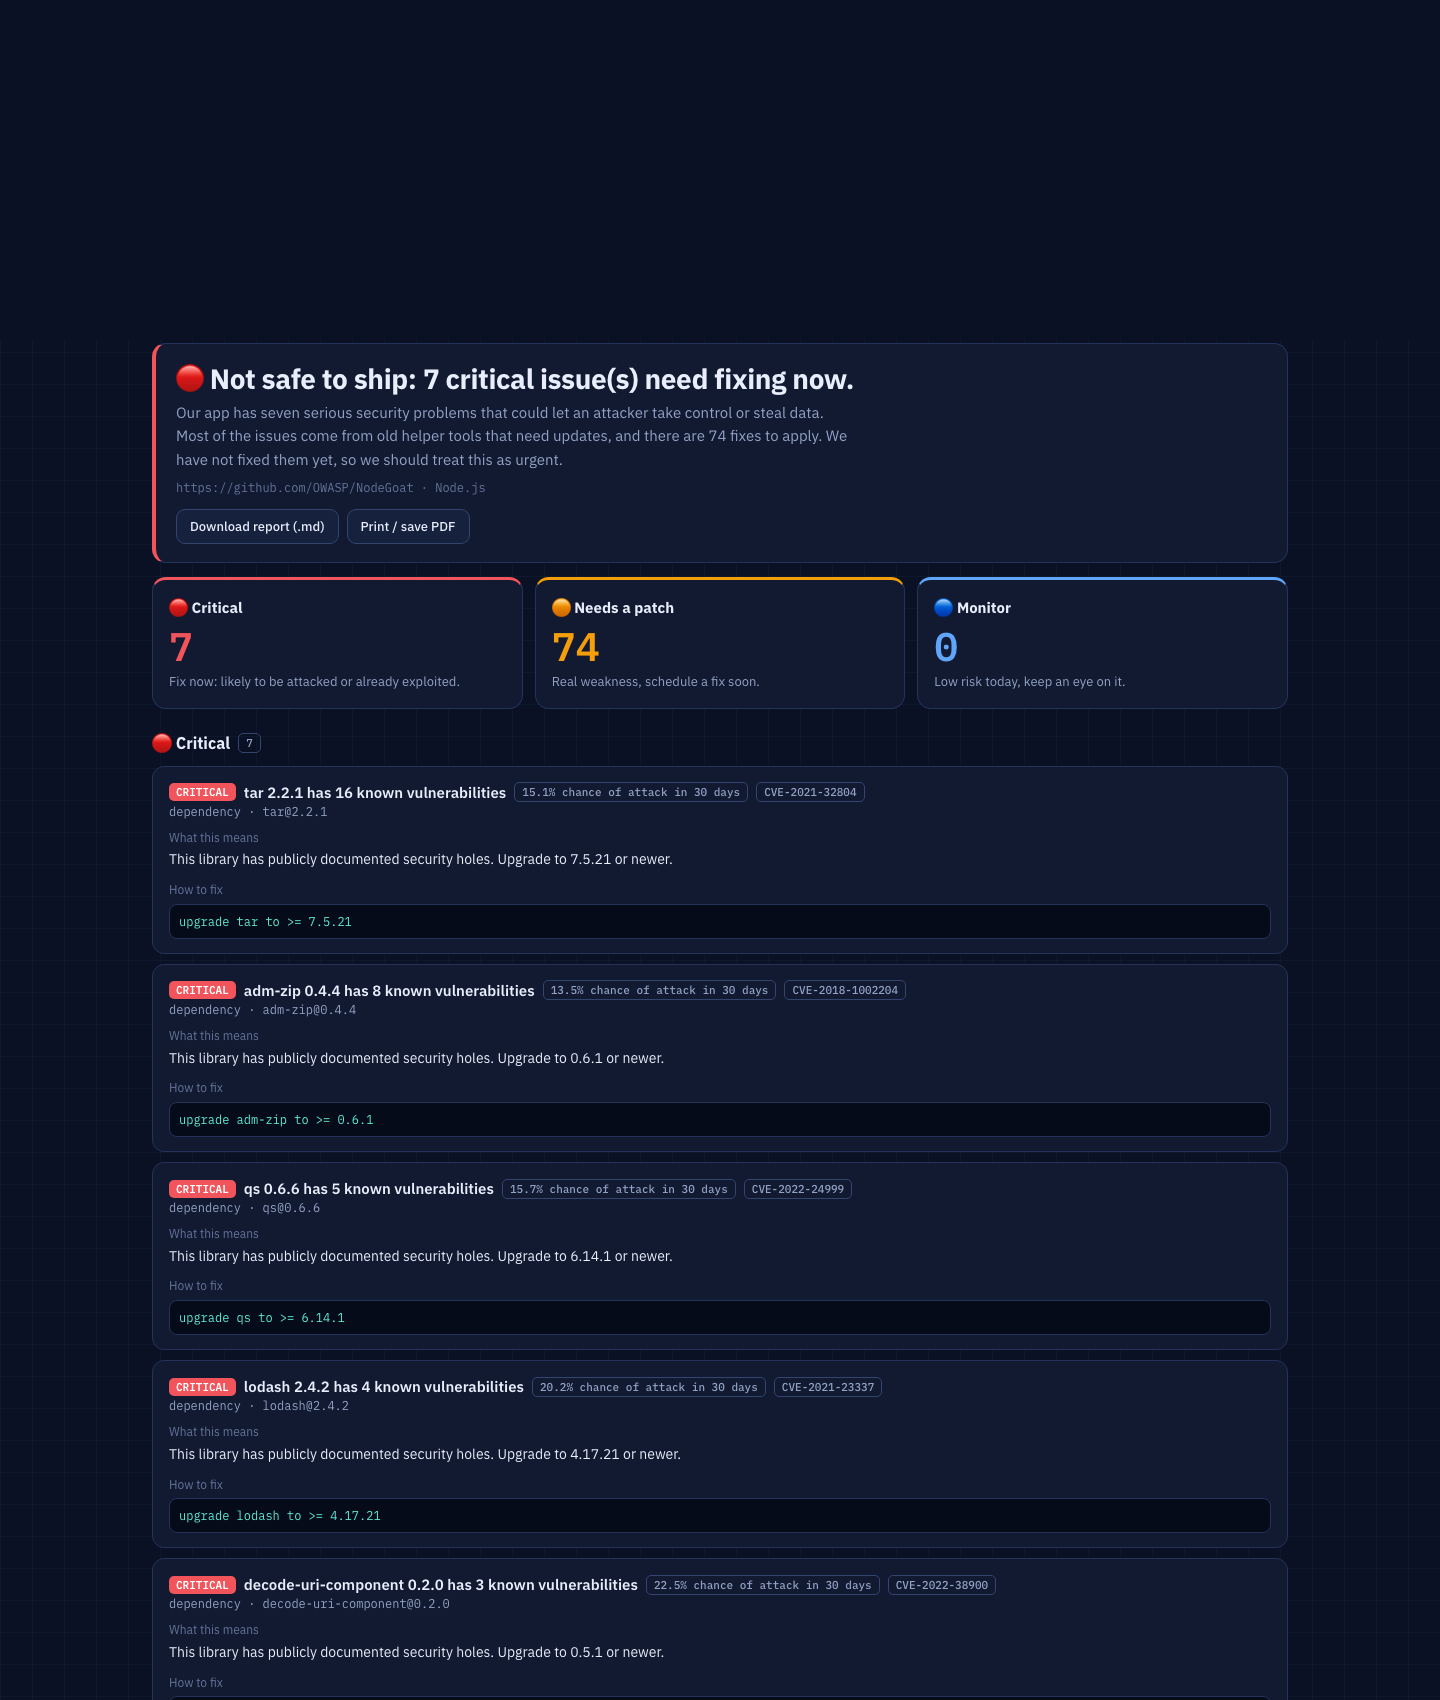 🔴 Not safe to ship: 7 critical issue(s) need fixing now.
Our app has seven serious security problems that could let an attacker take control or steal data.
Most of the issues come from old helper tools that need updates, and there are 74 fixes to apply. We
have not fixed them yet, so we should treat this as urgent.
https://github.com/OWASP/NodeGoat · Node.js
Download report (.md) Print / save PDF
🔴 Critical
7
Fix now: likely to be attacked or already exploited.
🟠 Needs a patch
74
Real weakness, schedule a fix soon.
🔵 Monitor
0
Low risk today, keep an eye on it.
🔴 Critical 7
CRITICAL tar 2.2.1 has 16 known vulnerabilities 15.1% chance of attack in 30 days CVE-2021-32804
dependency · tar@2.2.1
What this means
This library has publicly documented security holes. Upgrade to 7.5.21 or newer.
How to fix
upgrade tar to >= 7.5.21
CRITICAL adm-zip 0.4.4 has 8 known vulnerabilities 13.5% chance of attack in 30 days CVE-2018-1002204
dependency · adm-zip@0.4.4
What this means
This library has publicly documented security holes. Upgrade to 0.6.1 or newer.
How to fix
upgrade adm-zip to >= 0.6.1
CRITICAL qs 0.6.6 has 5 known vulnerabilities 15.7% chance of attack in 30 days CVE-2022-24999
dependency · qs@0.6.6
What this means
This library has publicly documented security holes. Upgrade to 6.14.1 or newer.
How to fix
upgrade qs to >= 6.14.1
CRITICAL lodash 2.4.2 has 4 known vulnerabilities 20.2% chance of attack in 30 days CVE-2021-23337
dependency · lodash@2.4.2
What this means
This library has publicly documented security holes. Upgrade to 4.17.21 or newer.
How to fix
upgrade lodash to >= 4.17.21
CRITICAL decode-uri-component 0.2.0 has 3 known vulnerabilities 22.5% chance of attack in 30 days CVE-2022-38900
dependency · decode-uri-component@0.2.0
What this means
This library has publicly documented security holes. Upgrade to 0.5.1 or newer.
How to fix